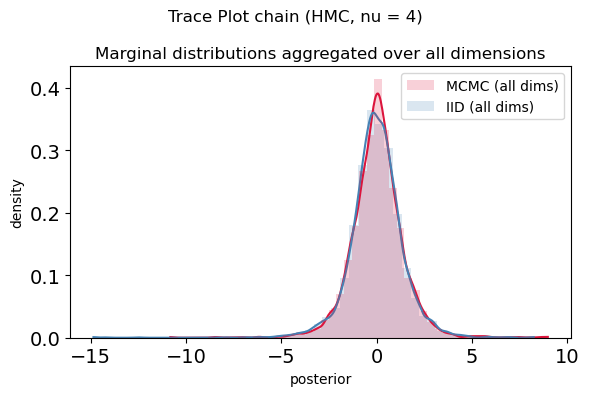 Trace Plot chain (HMC, nu = 4)
Marginal distributions aggregated over all dimensions
MCMC (all dims)
IID (all dims)
density
0.4
0.3
0.2
0.1
0.0
−15 −10 −5 0 5 10
posterior